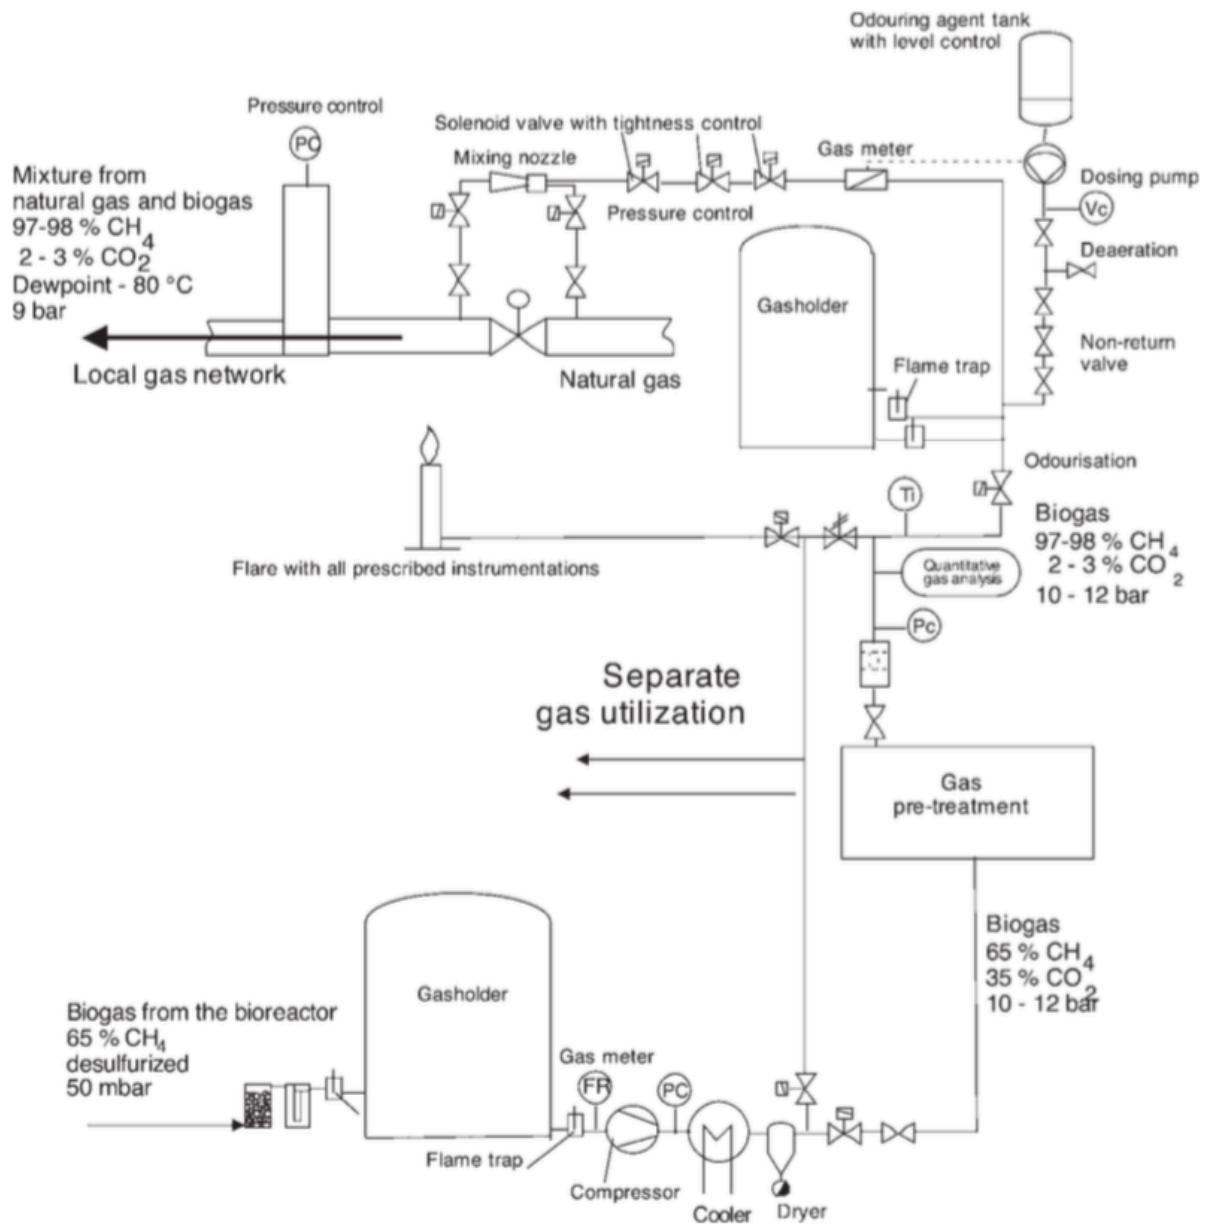 Odouring agent tank
with level control
Pressure control
PC
Solenoid valve with tightness control
Mixing nozzle
Gas meter
Dosing pump
Vc
Mixture from
natural gas and biogas
97-98 % CH4
2 - 3 % CO2
Dewpoint - 80 °C
9 bar
Pressure control
Deaeration
Gasholder
Non-return
valve
Flame trap
Local gas network
Natural gas
Odourisation
Ti
Biogas
97-98 % CH4
2 - 3 % CO2
10 - 12 bar
Quantitative
gas analysis
Flare with all prescribed instrumentations
Pc
Separate
gas utilization
Gas
pre-treatment
Biogas
65 % CH4
35 % CO2
10 - 12 bar
Gasholder
Biogas from the bioreactor
65 % CH4
desulfurized
50 mbar
Gas meter
FR
PC
Flame trap
Compressor
Cooler
Dryer